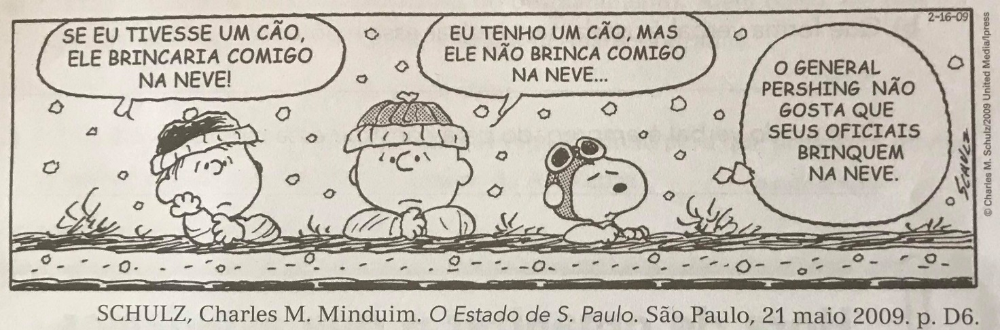 SE EU TIVESSE UM CÃO,
ELE BRINCARIA COMIGO
NA NEVE!
EU TENHO UM CÃO, MAS
ELE NÃO BRINCA COMIGO
NA NEVE...
2-16-09
O GENERAL
PERSHING NÃO
GOSTA QUE
SEUS OFICIAIS
BRINQUEM
NA NEVE.
SCHULZ
© Charles M. Schulz/2009 United Media/Ipress
SCHULZ, Charles M. Minduim. O Estado de S. Paulo. São Paulo, 21 maio 2009. p. D6.